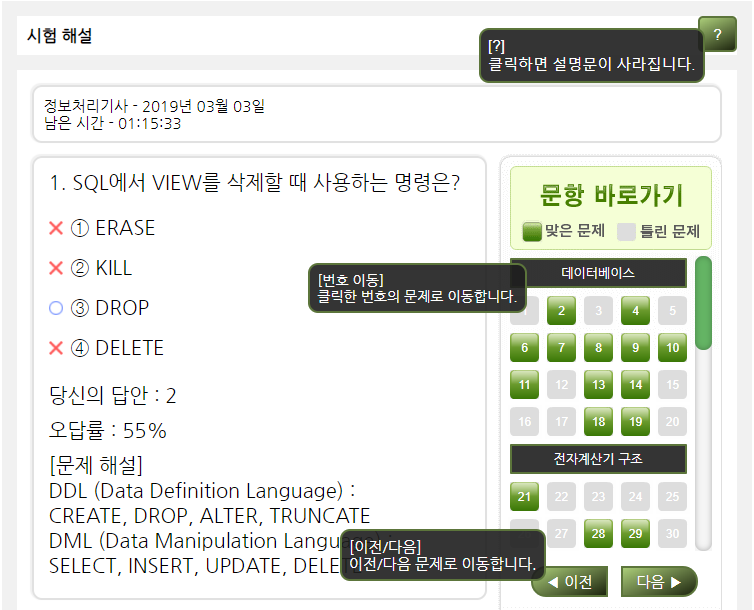 시험 해설
?
[?]
클릭하면 설명문이 사라집니다.
정보처리기사 - 2019년 03월 03일
남은 시간 - 01:15:33
1. SQL에서 VIEW를 삭제할 때 사용하는 명령은?
① ERASE
② KILL
③ DROP
④ DELETE
당신의 답안 : 2
오답률 : 55%
[문제 해설]
DDL (Data Definition Language) :
CREATE, DROP, ALTER, TRUNCATE
DML (Data Manipulation Language) :
SELECT, INSERT, UPDATE, DELET
문항 바로가기
맞은 문제 틀린 문제
데이터베이스
[번호 이동]
클릭한 번호의 문제로 이동합니다.
1 2 3 4 5
6 7 8 9 10
11 12 13 14 15
16 17 18 19 20
전자계산기 구조
21 22 23 24 25
27 28 29 30
[이전/다음]
이전/다음 문제로 이동합니다.
◀ 이전 다음 ▶